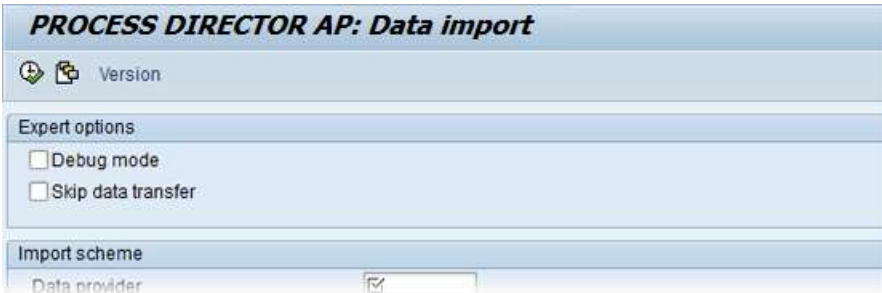 PROCESS DIRECTOR AP: Data import
Version
Expert options
Debug mode
Skip data transfer
Import scheme
Data provider